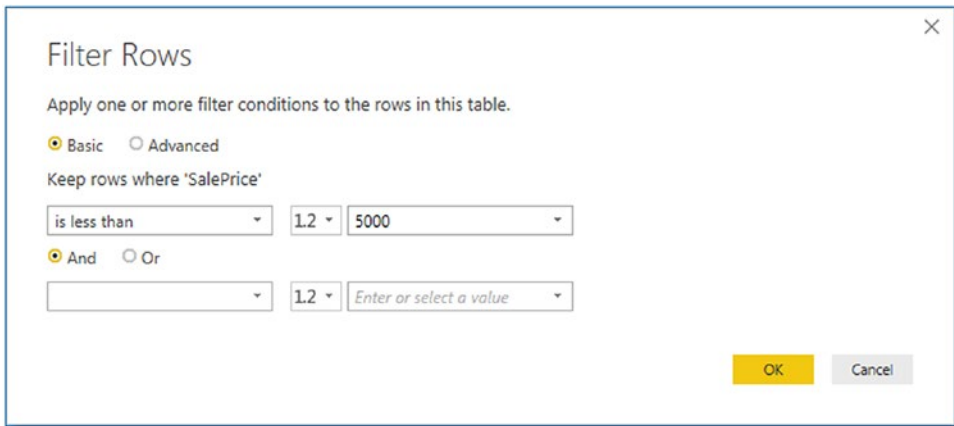 Filter Rows
Apply one or more filter conditions to the rows in this table.
Basic Advanced
Keep rows where 'SalePrice'
is less than 1.2 5000
And Or
1.2 Enter or select a value
OK Cancel